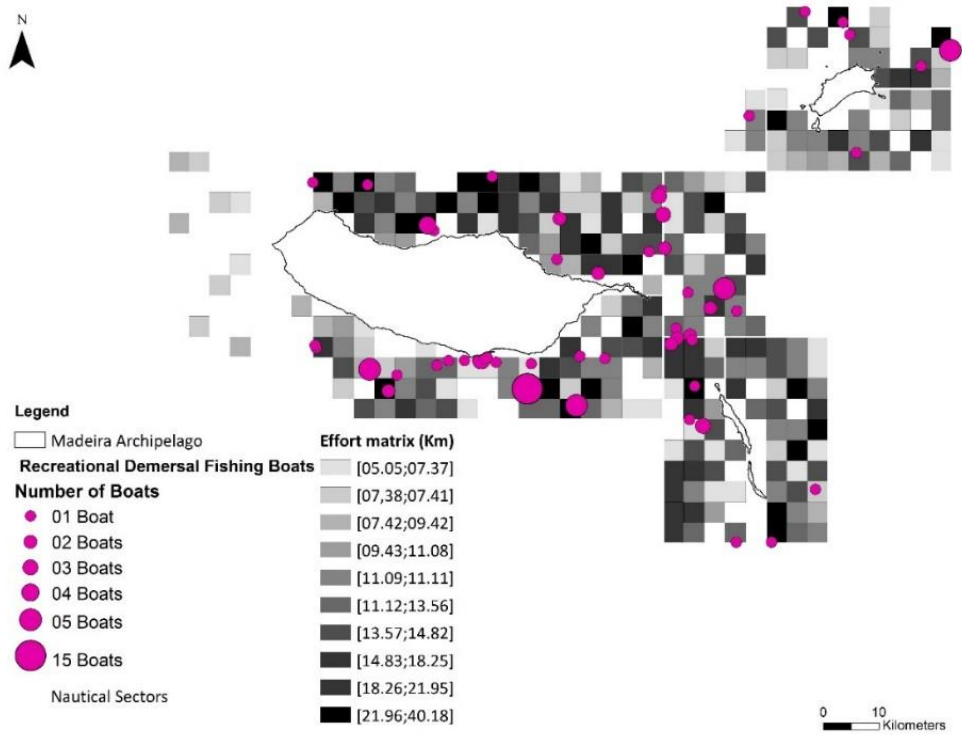 N
Legend
Madeira Archipelago
Recreational Demersal Fishing Boats
Number of Boats
01 Boat
02 Boats
03 Boats
04 Boats
05 Boats
15 Boats
Nautical Sectors
Effort matrix (Km)
[05.05;07.37]
[07,38;07.41]
[07.42;09.42]
[09.43;11.08]
[11.09;11.11]
[11.12;13.56]
[13.57;14.82]
[14.83;18.25]
[18.26;21.95]
[21.96;40.18]
0 10
Kilometers